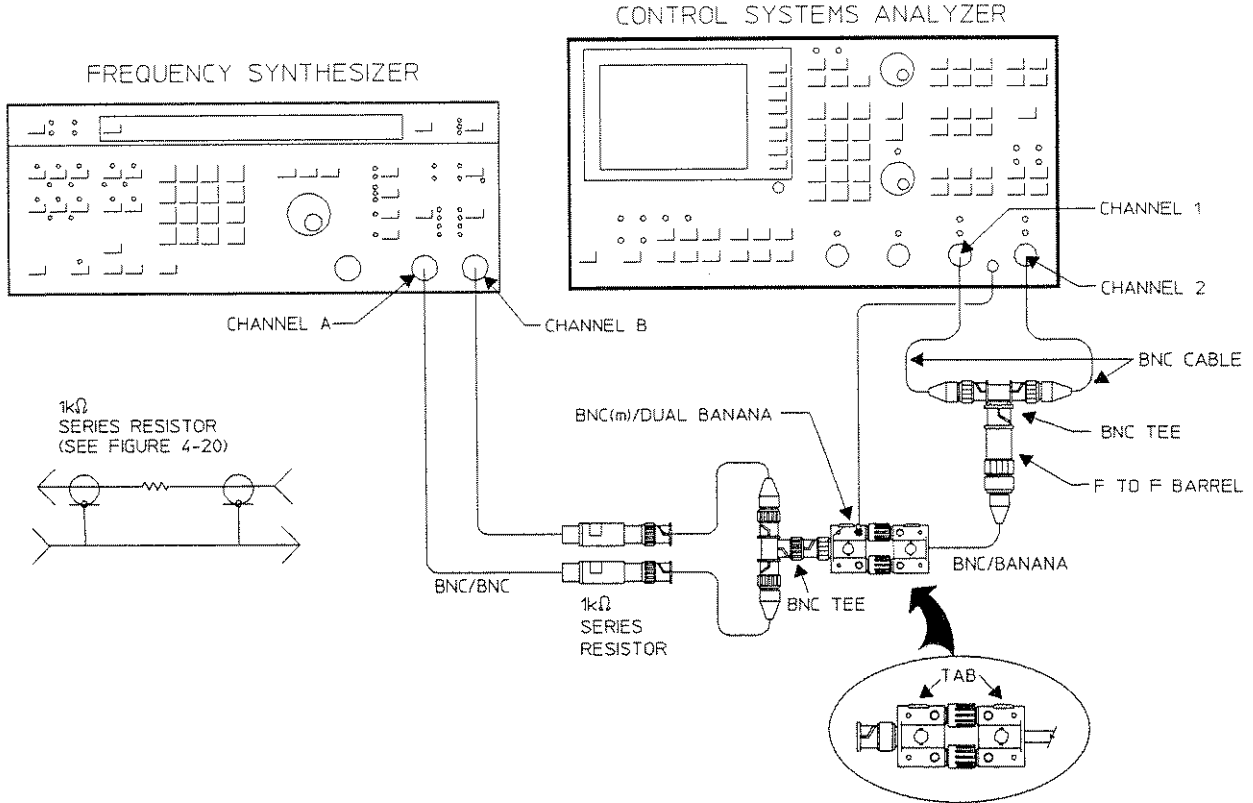 CONTROL SYSTEMS ANALYZER
FREQUENCY SYNTHESIZER
CHANNEL 1
CHANNEL 2
CHANNEL A
CHANNEL B
BNC CABLE
1kΩ
SERIES RESISTOR
(SEE FIGURE 4-20)
BNC(m)/DUAL BANANA
BNC TEE
F TO F BARREL
BNC/BANANA
BNC/BNC
1kΩ
SERIES
RESISTOR
BNC TEE
TAB